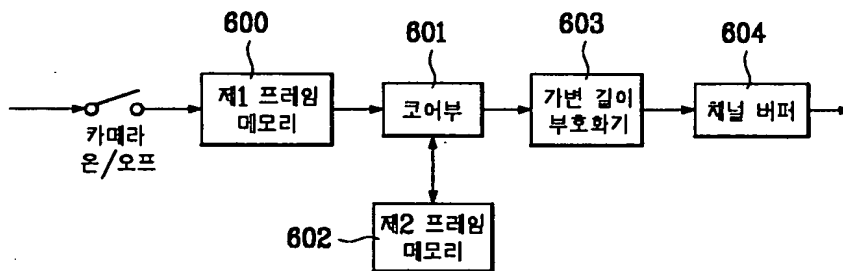 600
601
603
604
제1 프레임
메모리
코어부
가변 길이
부호화기
채널 버퍼
카메라
온/오프
602
제2 프레임
메모리